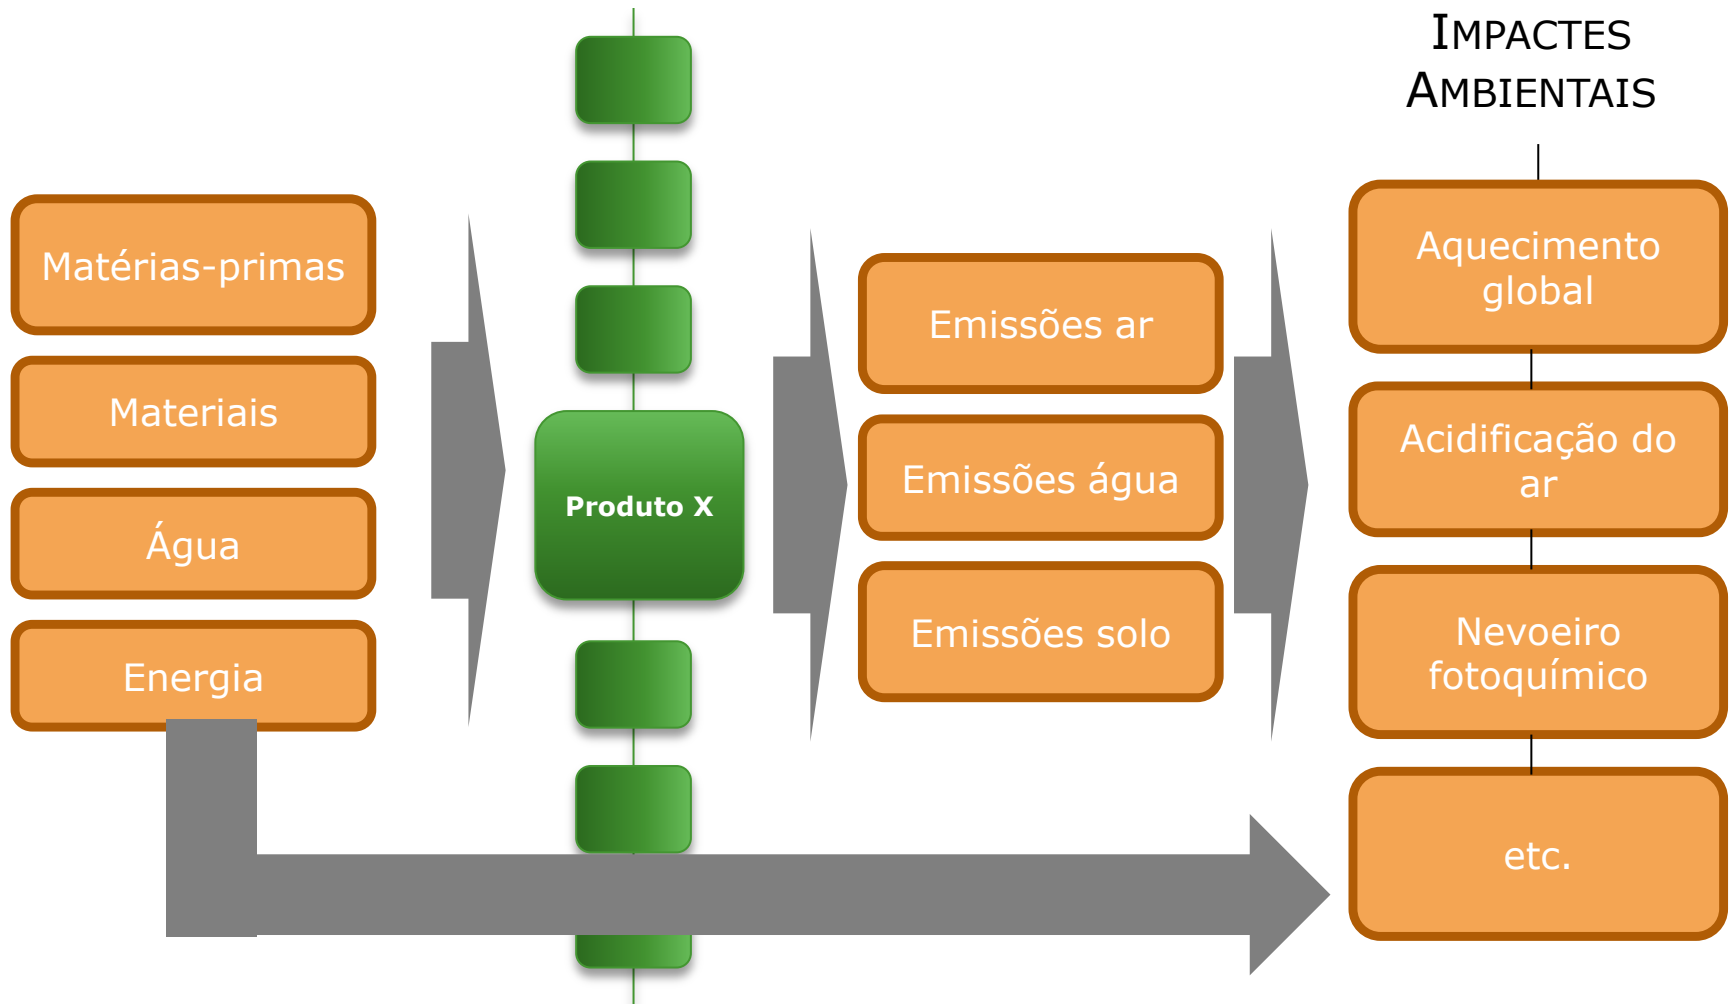 IMPACTES
AMBIENTAIS
Matérias-primas
Materiais
Água
Energia
Produto X
Emissões ar
Emissões água
Emissões solo
Aquecimento
global
Acidificação do
ar
Nevoeiro
fotoquímico
etc.